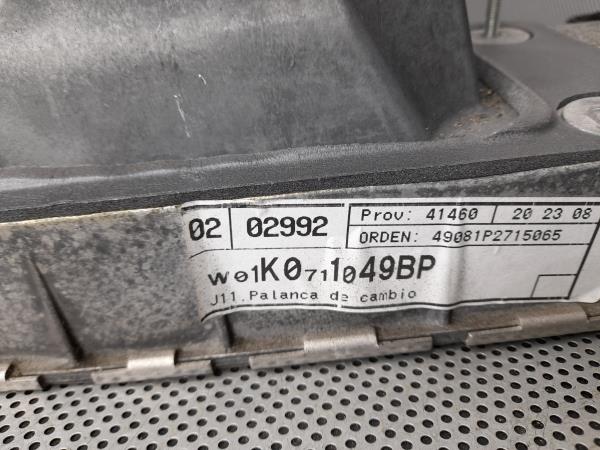 02 02992 Prov: 41460 20 23 08
ORDEN: 49081P2715065
W01K0711049BP
J11.Palanca de cambio